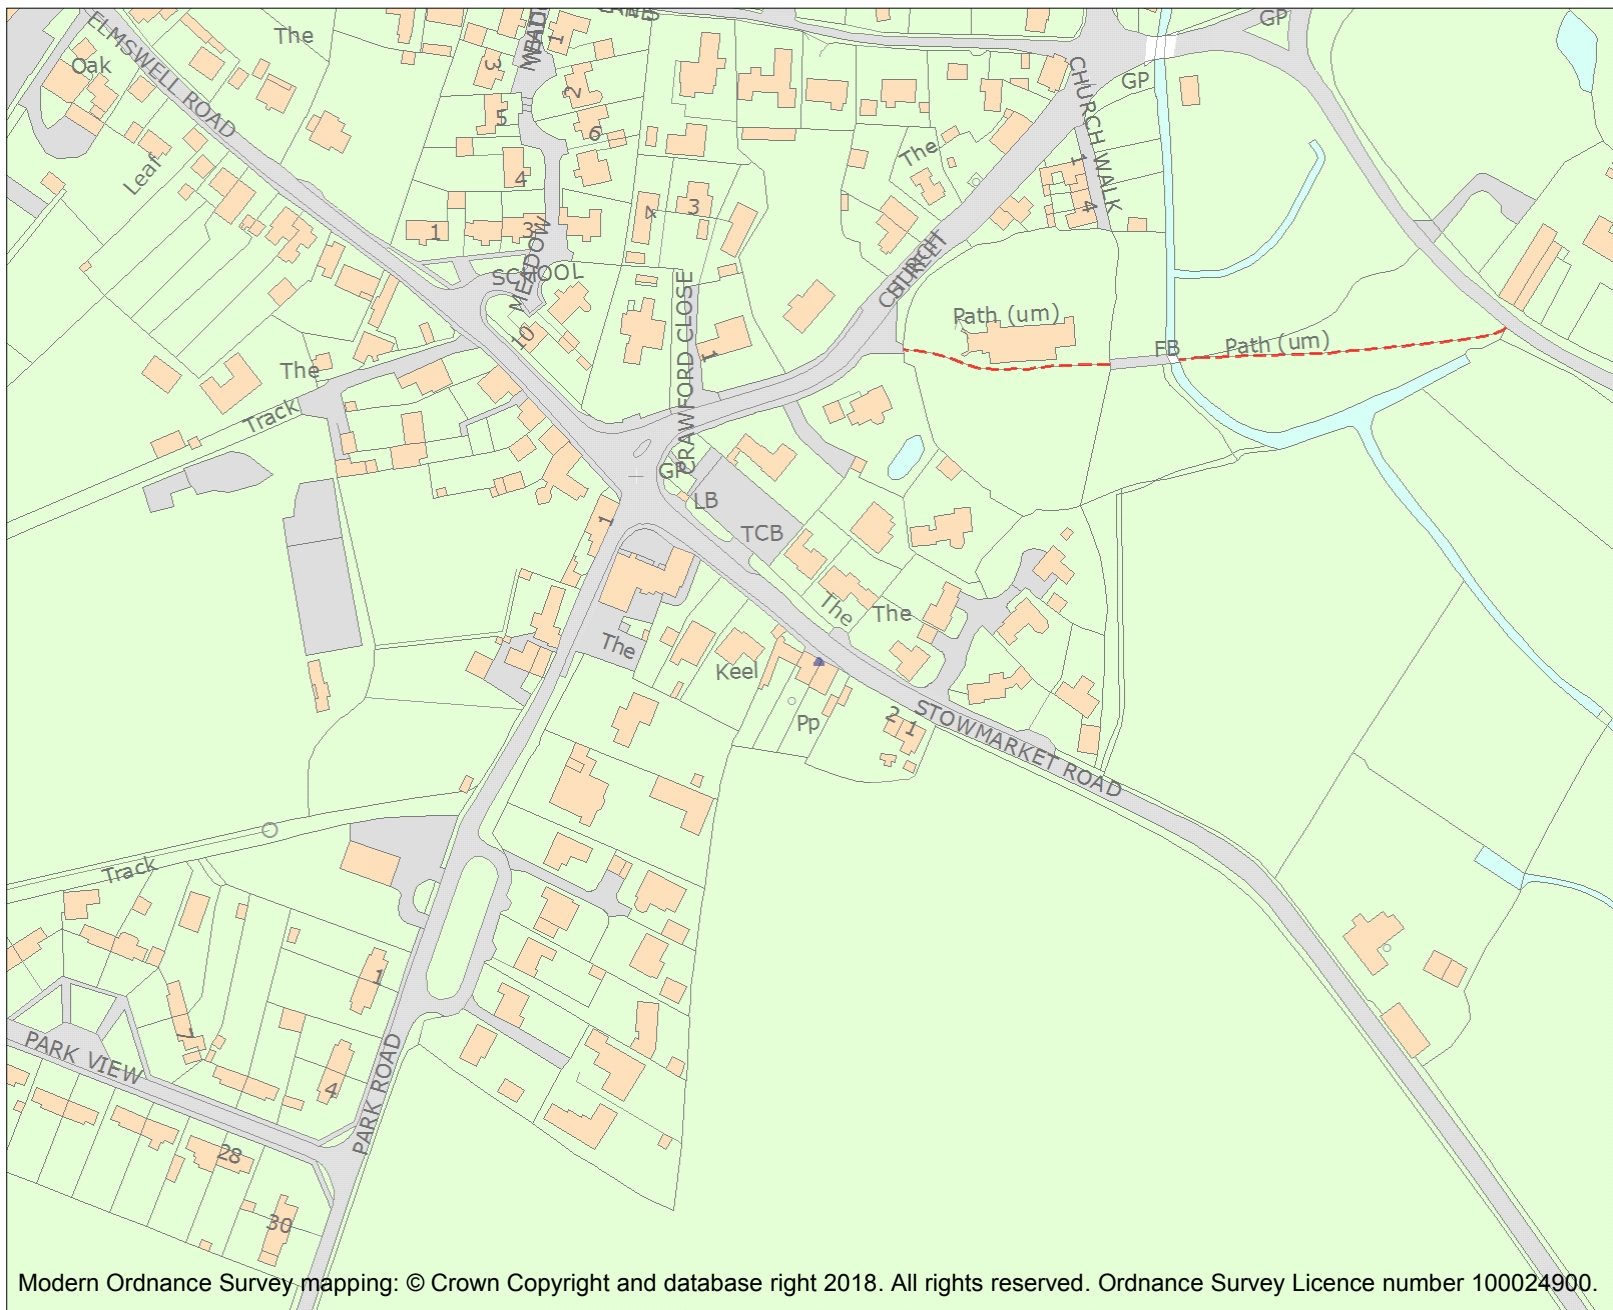 The
GP
Oak
ELMSWELL ROAD
1
3
2
CHURCH WALK
GP
5
6
The
Leaf
4
1
4
4
3
1
3
MEADOW
SCHOOL
CHURCH
Path (um)
FB
Path (um)
10
CRAWFORD CLOSE
1
The
Track
GP
LB
TCB
1
The
The
The
Keel
Pp
2
1
STOWMARKET ROAD
Track
1
7
PARK VIEW
4
PARK ROAD
28
30
Modern Ordnance Survey mapping: © Crown Copyright and database right 2018. All rights reserved. Ordnance Survey Licence number 100024900.